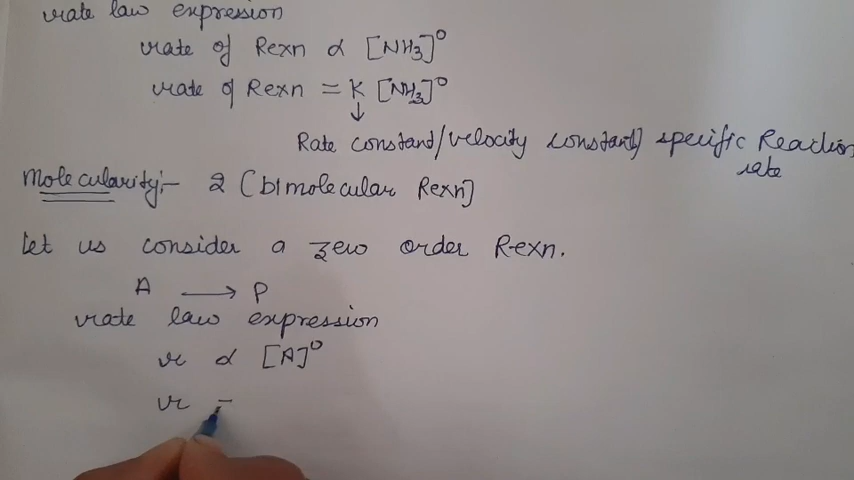 rate law expression
rate of Rexn α [NH3]⁰
rate of Rexn = K [NH3]⁰
↓
Rate constant/velocity constant/ specific Reaction rate
Molecularity:- 2 (bimolecular Rexn]
Let us consider a zero order Rexn.
A → P
rate law expression
r α [A]⁰
r =